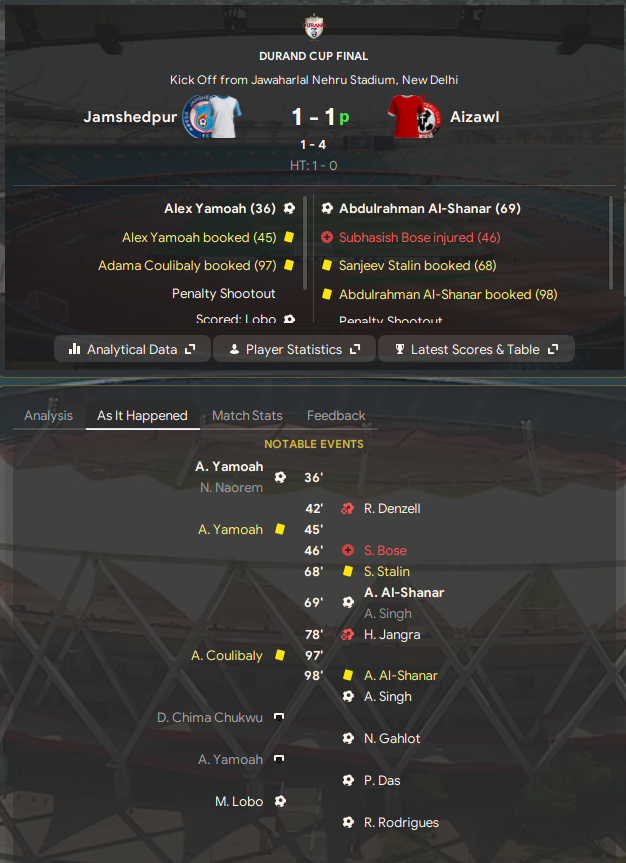 DURAND CUP FINAL
Kick Off from Jawaharlal Nehru Stadium, New Delhi
Jamshedpur 1 - 1 p Aizawl
1 - 4
HT: 1 - 0
Alex Yamoah (36) Abdulrahman Al-Shanar (69)
Alex Yamoah booked (45) Subhasish Bose injured (46)
Adama Coulibaly booked (97) Sanjeev Stalin booked (68)
Penalty Shootout Abdulrahman Al-Shanar booked (98)
Scored: Lobo Penalty Shootout
Analytical Data Player Statistics Latest Scores & Table
Analysis As It Happened Match Stats Feedback
NOTABLE EVENTS
A. Yamoah 36'
N. Naorem
42' R. Denzell
A. Yamoah 45'
46' S. Bose
68' S. Stalin
69' A. Al-Shanar
A. Singh
78' H. Jangra
A. Coulibaly 97'
98' A. Al-Shanar
A. Singh
D. Chima Chukwu
N. Gahlot
A. Yamoah
P. Das
M. Lobo
R. Rodrigues